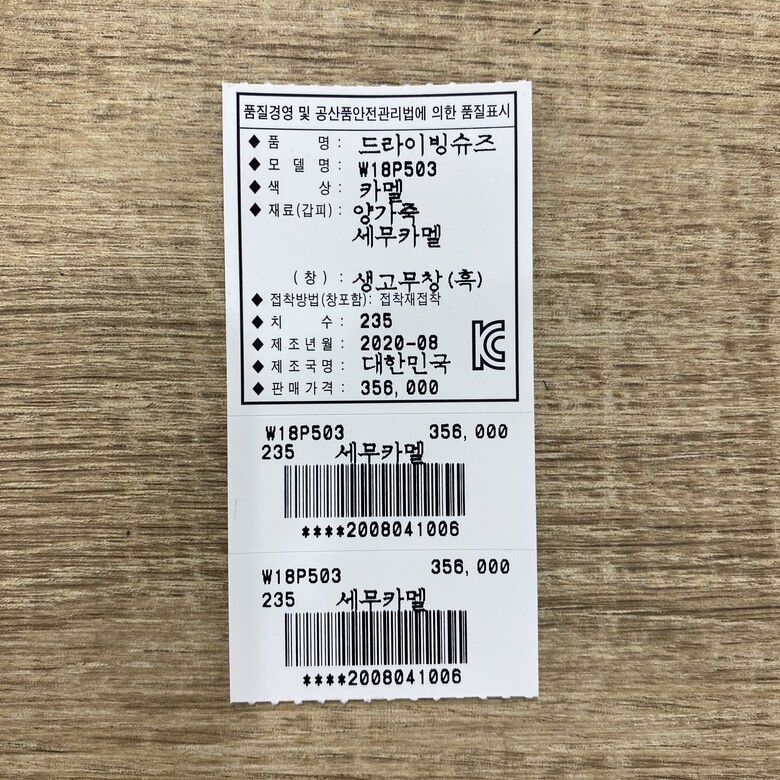 품질경영 및 공산품안전관리법에 의한 품질표시
◆ 품 명 : 드라이빙슈즈
◆ 모 델 명 : W18P503
◆ 색 상 : 카멜
◆ 재료(갑피) : 양가죽
세무카멜
(창) : 생고무창(흑)
◆ 접착방법(창포함) : 접착재접착
◆ 치 수 : 235
◆ 제 조 년 월 : 2020-08
◆ 제 조 국 명 : 대한민국
◆ 판 매 가 격 : 356,000
KC
W18P503 356,000
235 세무카멜
****2008041006
W18P503 356,000
235 세무카멜
****2008041006